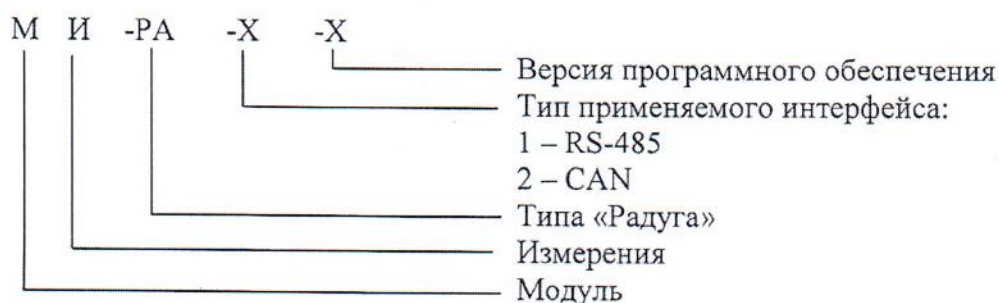 М И -РА -Х -Х
Версия программного обеспечения
Тип применяемого интерфейса:
1 – RS-485
2 – CAN
Типа «Радуга»
Измерения
Модуль